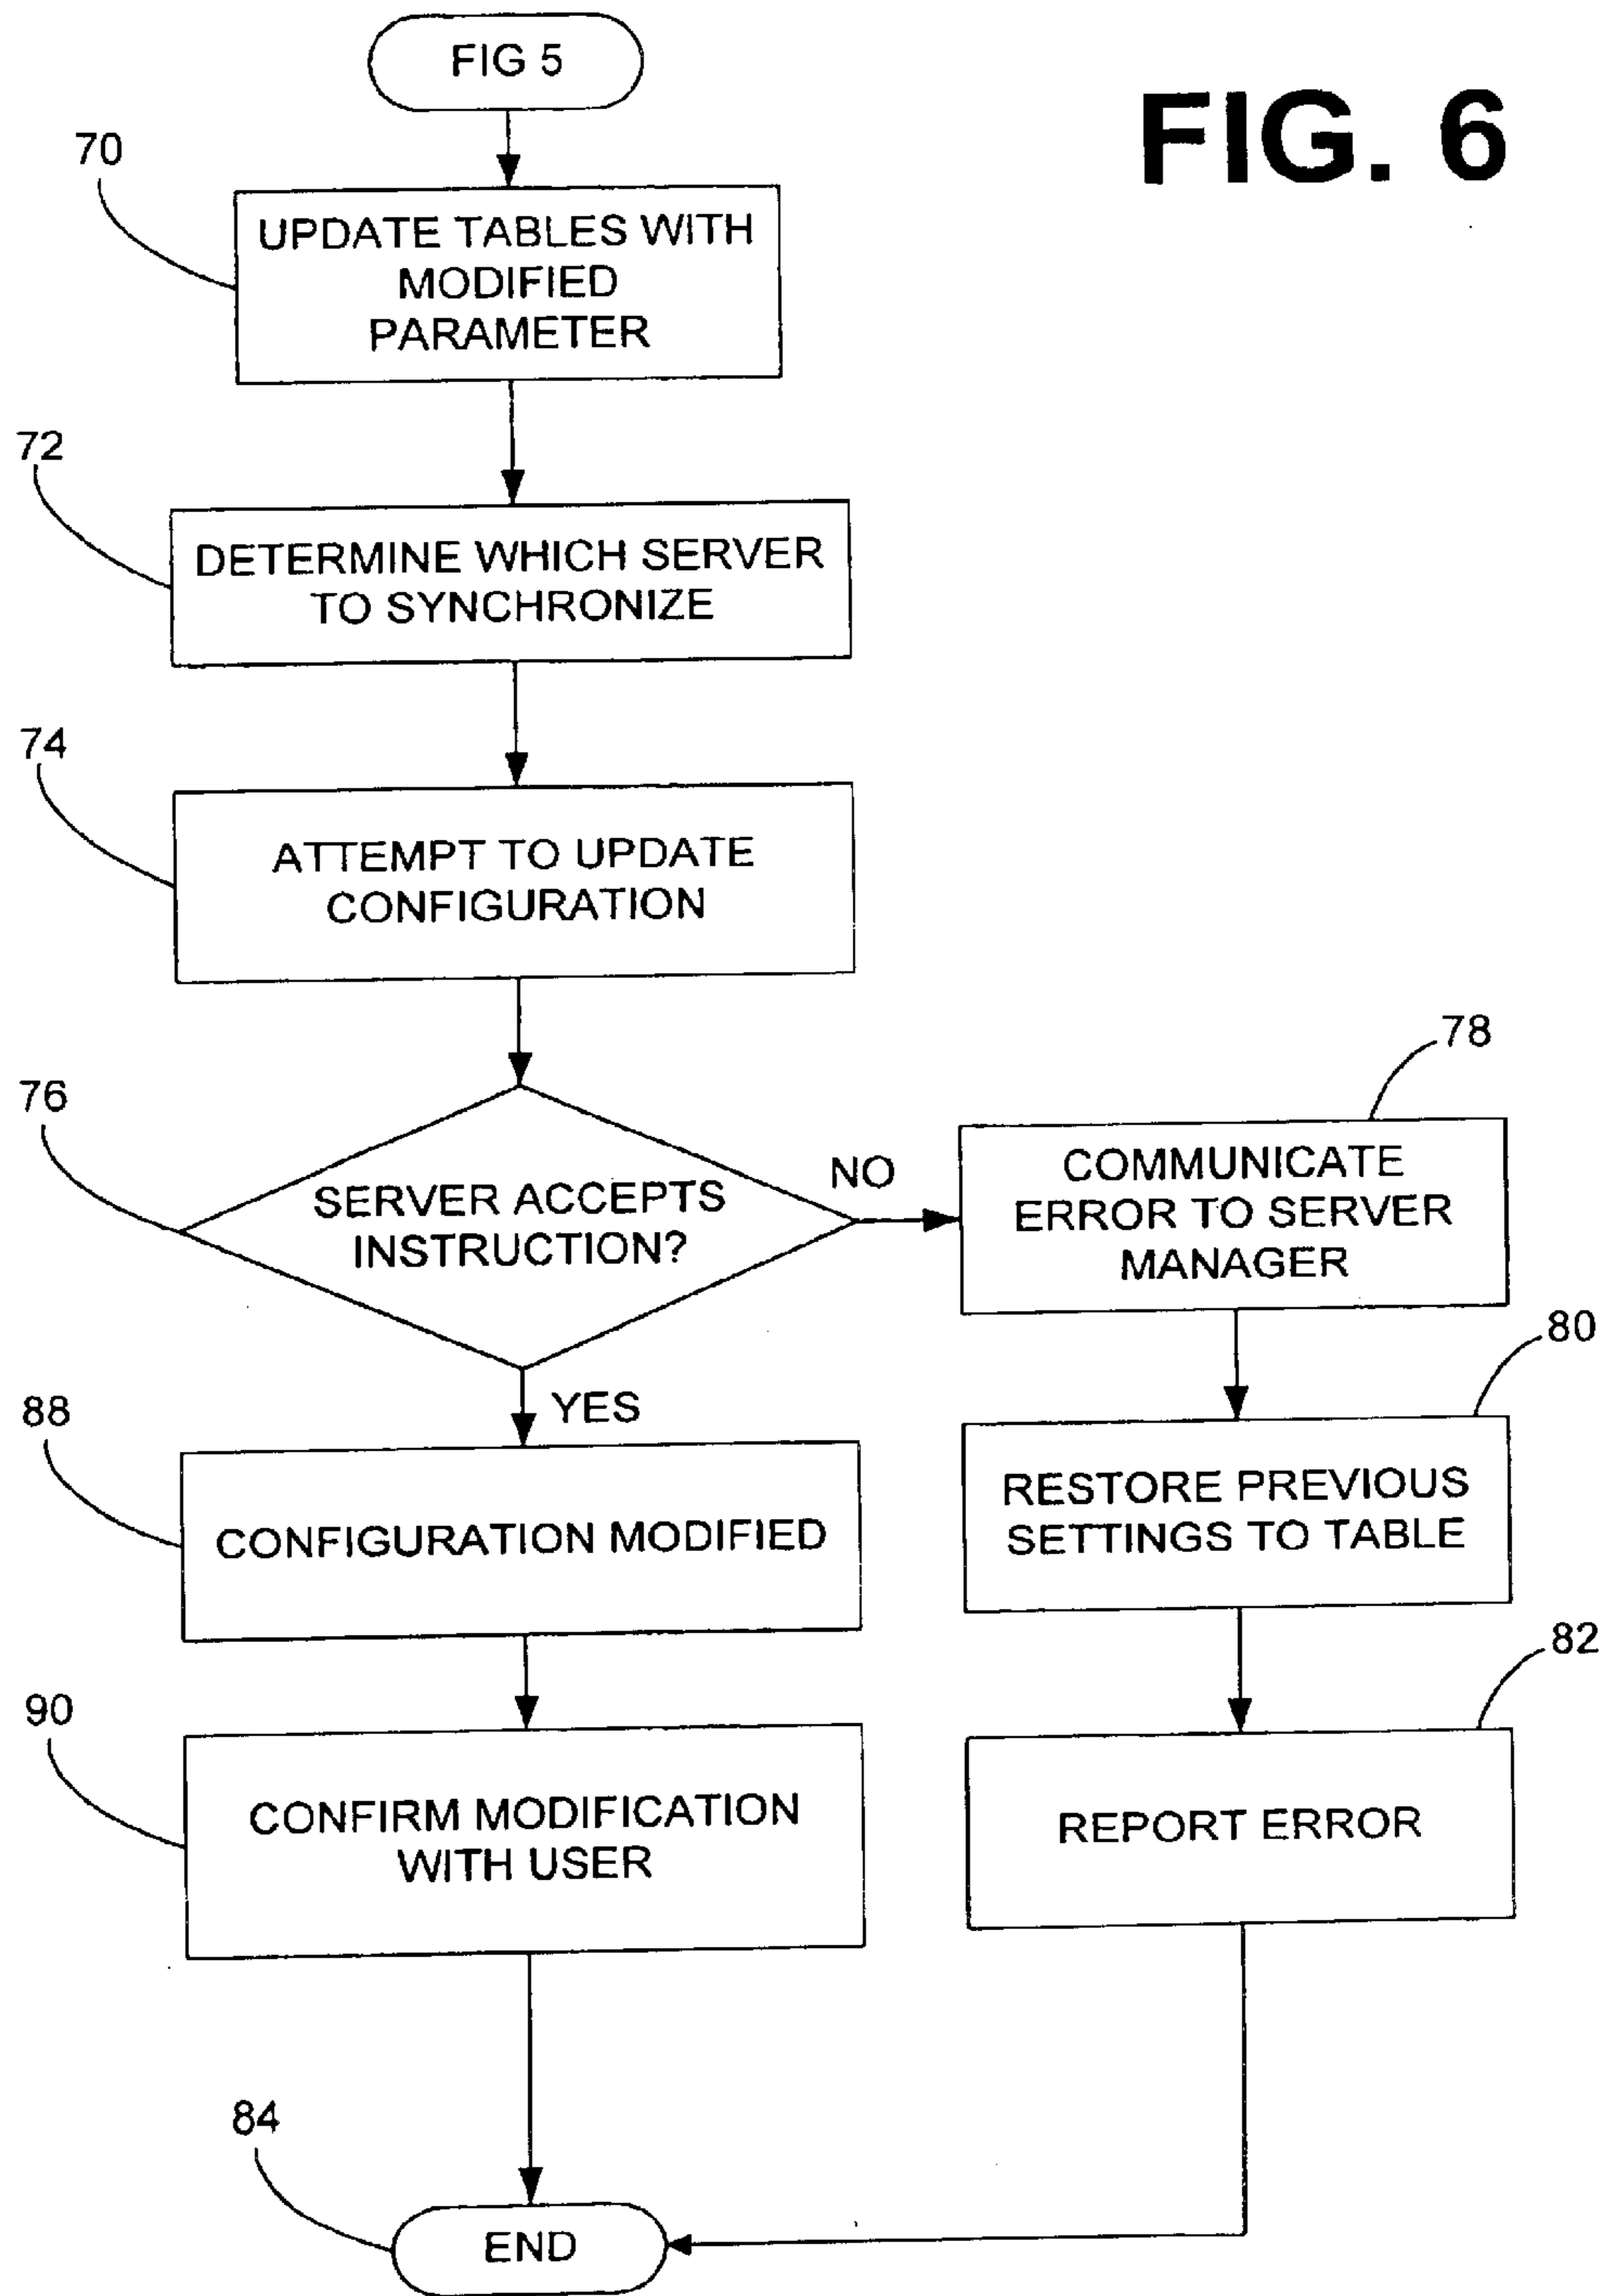 FIG 5
FIG. 6
70
UPDATE TABLES WITH
MODIFIED
PARAMETER
72
DETERMINE WHICH SERVER
TO SYNCHRONIZE
74
ATTEMPT TO UPDATE
CONFIGURATION
76
SERVER ACCEPTS
INSTRUCTION?
NO
78
COMMUNICATE
ERROR TO SERVER
MANAGER
80
RESTORE PREVIOUS
SETTINGS TO TABLE
82
REPORT ERROR
YES
88
CONFIGURATION MODIFIED
90
CONFIRM MODIFICATION
WITH USER
84
END